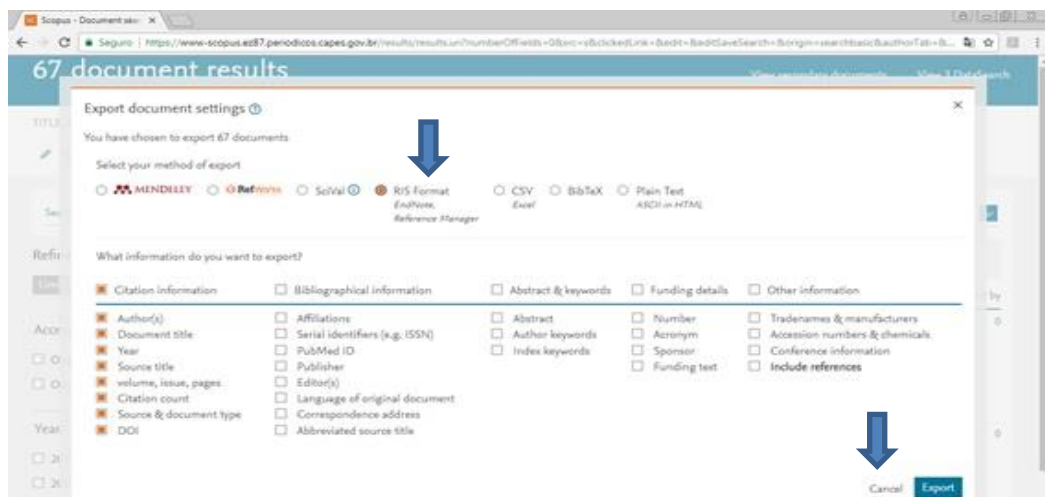 Scopus - Document sear
Seguro https://www-scopus.ez87.periodicos.capes.gov.br/results/results.uri?numberOfFields=0&src=s&clickedLink=&edit=&editSaveSearch=&origin=searchbasic&authorTab=&...
67 document results
View secondary documents
Export document settings
You have chosen to export 67 documents
Select your method of export
MENDELEY RefWorks SciVal RIS Format CSV BibTeX Plain Text
EndNote, Excel ASCII in HTML
Reference Manager
Refin
What information do you want to export?
Citation information Bibliographical information Abstract & keywords Funding details Other information
by
Author(s) Affiliations Abstract Number Tradenames & manufacturers
Document title Serial identifiers (e.g. ISSN) Author keywords Acronym Accession numbers & chemicals
Year PubMed ID Index keywords Sponsor Conference information
Source title Publisher Funding text Include references
volume, issue, pages Editor(s)
Citation count Language of original document
Source & document type Correspondence address
DOI Abbreviated source title
Year
Cancel Export